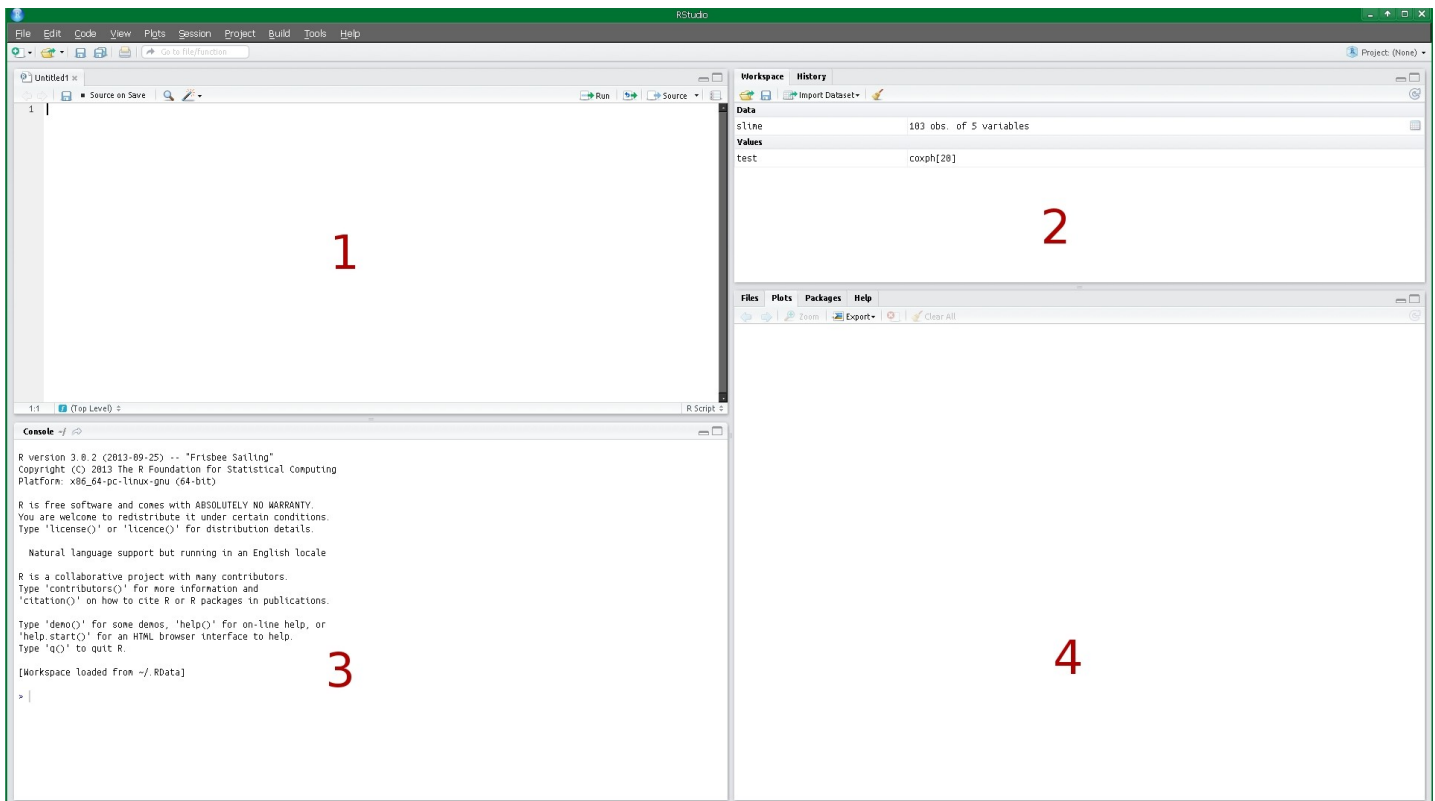 RStudio
File Edit Code View Plots Session Project Build Tools Help
Go to file/function
Project: (None)
Untitled1
Source on Save Run Source
1
1
1:1 (Top Level) R Script
Workspace History
Import Dataset
Data
slime 103 obs. of 5 variables
Values
test coxph[20]
2
Console ~/
R version 3.0.2 (2013-09-25) -- "Frisbee Sailing"
Copyright (C) 2013 The R Foundation for Statistical Computing
Platform: x86_64-pc-linux-gnu (64-bit)
R is free software and comes with ABSOLUTELY NO WARRANTY.
You are welcome to redistribute it under certain conditions.
Type 'license()' or 'licence()' for distribution details.
Natural language support but running in an English locale
R is a collaborative project with many contributors.
Type 'contributors()' for more information and
'citation()' on how to cite R or R packages in publications.
Type 'demo()' for some demos, 'help()' for on-line help, or
'help.start()' for an HTML browser interface to help.
Type 'q()' to quit R.
[Workspace loaded from ~/.RData]
>
3
Files Plots Packages Help
Zoom Export Clear All
4